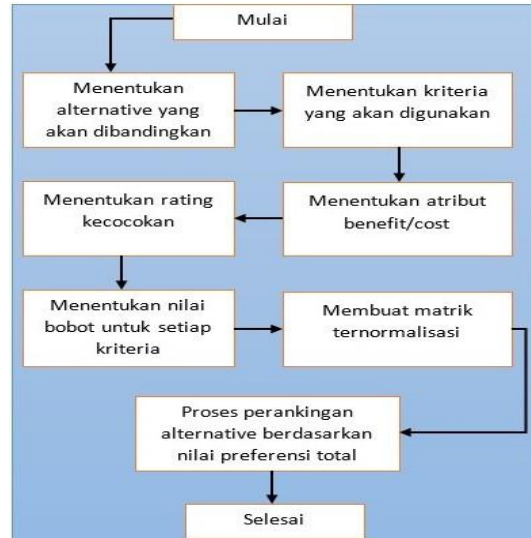 Mulai
Menentukan
alternative yang
akan dibandingkan
Menentukan kriteria
yang akan digunakan
Menentukan atribut
benefit/cost
Menentukan rating
kecocokan
Menentukan nilai
bobot untuk setiap
kriteria
Membuat matrik
ternormalisasi
Proses perankingan
alternative berdasarkan
nilai preferensi total
Selesai